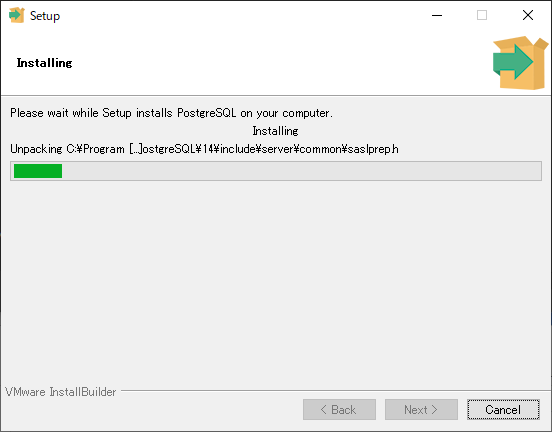 Setup
Installing
Please wait while Setup installs PostgreSQL on your computer.
Installing
Unpacking C:¥Program [...]ostgreSQL¥14¥include¥server¥common¥saslprep.h
VMware InstallBuilder
< Back
Next >
Cancel